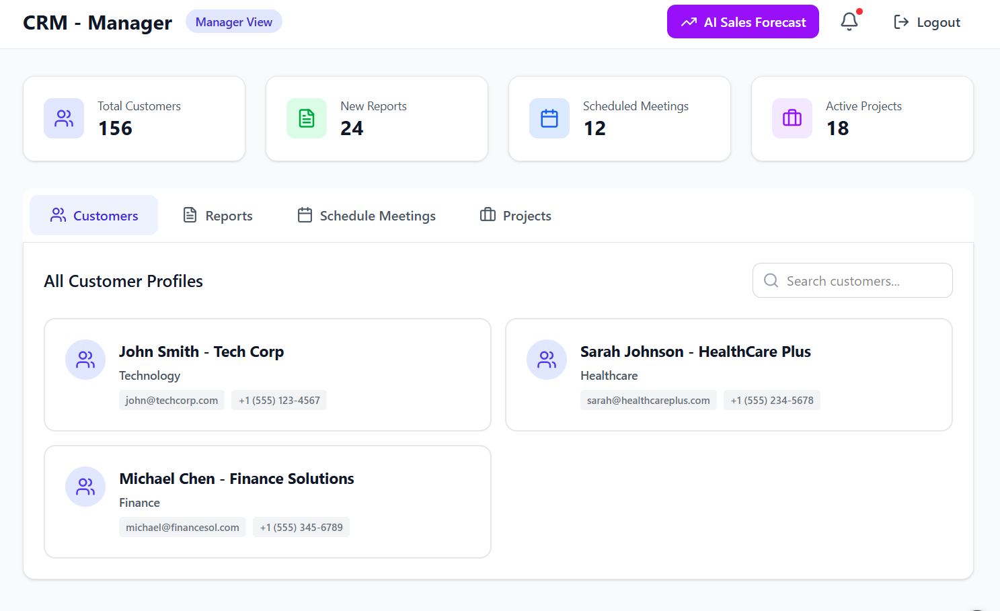 CRM - Manager
Manager View
AI Sales Forecast
Logout
Total Customers
156
New Reports
24
Scheduled Meetings
12
Active Projects
18
Customers
Reports
Schedule Meetings
Projects
All Customer Profiles
Search customers...
John Smith - Tech Corp
Technology
john@techcorp.com
+1 (555) 123-4567
Sarah Johnson - HealthCare Plus
Healthcare
sarah@healthcareplus.com
+1 (555) 234-5678
Michael Chen - Finance Solutions
Finance
michael@financesol.com
+1 (555) 345-6789